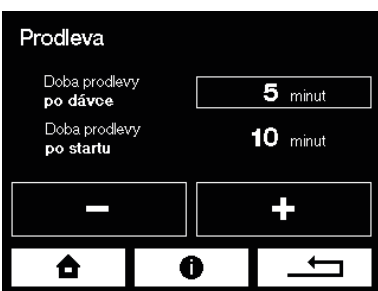 Prodleva
Doba prodlevy
po dávce
5 minut
Doba prodlevy
po startu
10 minut
− +